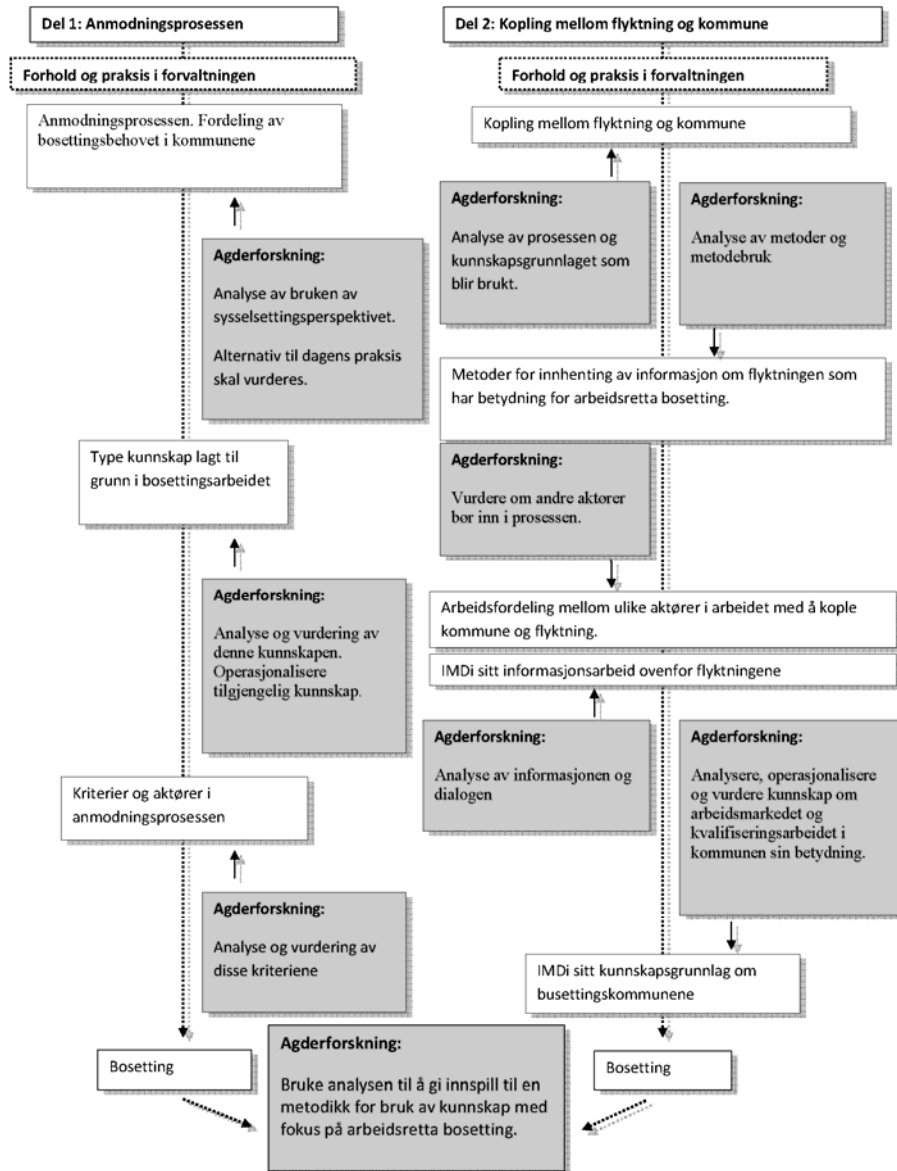 Del 1: Anmodningsprosessen
Forhold og praksis i forvaltningen
Anmodningsprosessen. Fordeling av
bosettingsbehovet i kommunene
Agderforskning:
Analyse av bruken av
sysselsettingsperspektivet.
Alternativ til dagens praksis
skal vurderes.
Type kunnskap lagt til
grunn i bosettingsarbeidet
Agderforskning:
Analyse og vurdering av
denne kunnskapen.
Operasjonalisere
tilgjengelig kunnskap.
Kriterier og aktører i
anmodningsprosessen
Agderforskning:
Analyse og vurdering av
disse kriteriene
Bosetting
Del 2: Kopling mellom flyktning og kommune
Forhold og praksis i forvaltningen
Kopling mellom flyktning og kommune
Agderforskning:
Analyse av prosessen og
kunnskapsgrunnlaget som
blir brukt.
Agderforskning:
Analyse av metoder og
metodebruk
Metoder for innhenting av informasjon om flyktningen som
har betydning for arbeidsretta bosetting.
Agderforskning:
Vurdere om andre aktører
bør inn i prosessen.
Arbeidsfordeling mellom ulike aktører i arbeidet med å kople
kommune og flyktning.
IMDi sitt informasjonsarbeid ovenfor flyktningene
Agderforskning:
Analyse av informasjonen og
dialogen
Agderforskning:
Analysere, operasjonalisere
og vurdere kunnskap om
arbeidsmarkedet og
kvalifiseringsarbeidet i
kommunen sin betydning.
IMDi sitt kunnskapsgrunnlag om
busettingskommunene
Bosetting
Agderforskning:
Bruke analysen til å gi innspill til en
metodikk for bruk av kunnskap med
fokus på arbeidsretta bosetting.